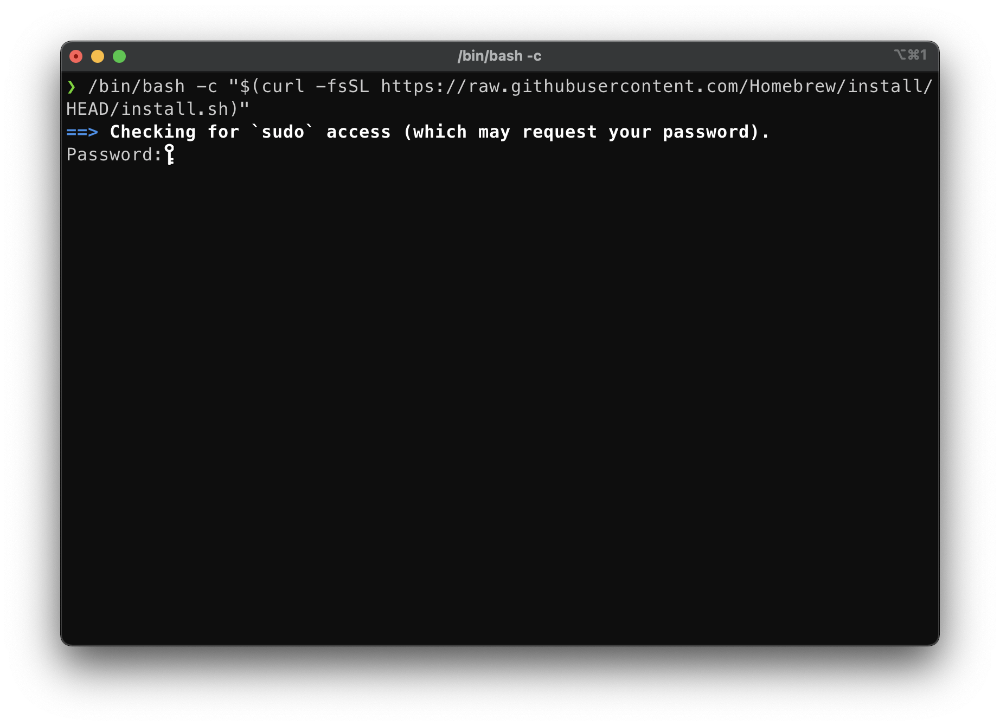 /bin/bash -c
⌥⌘1
❯ /bin/bash -c "$(curl -fsSL https://raw.githubusercontent.com/Homebrew/install/
HEAD/install.sh)"
==> Checking for `sudo` access (which may request your password).
Password: